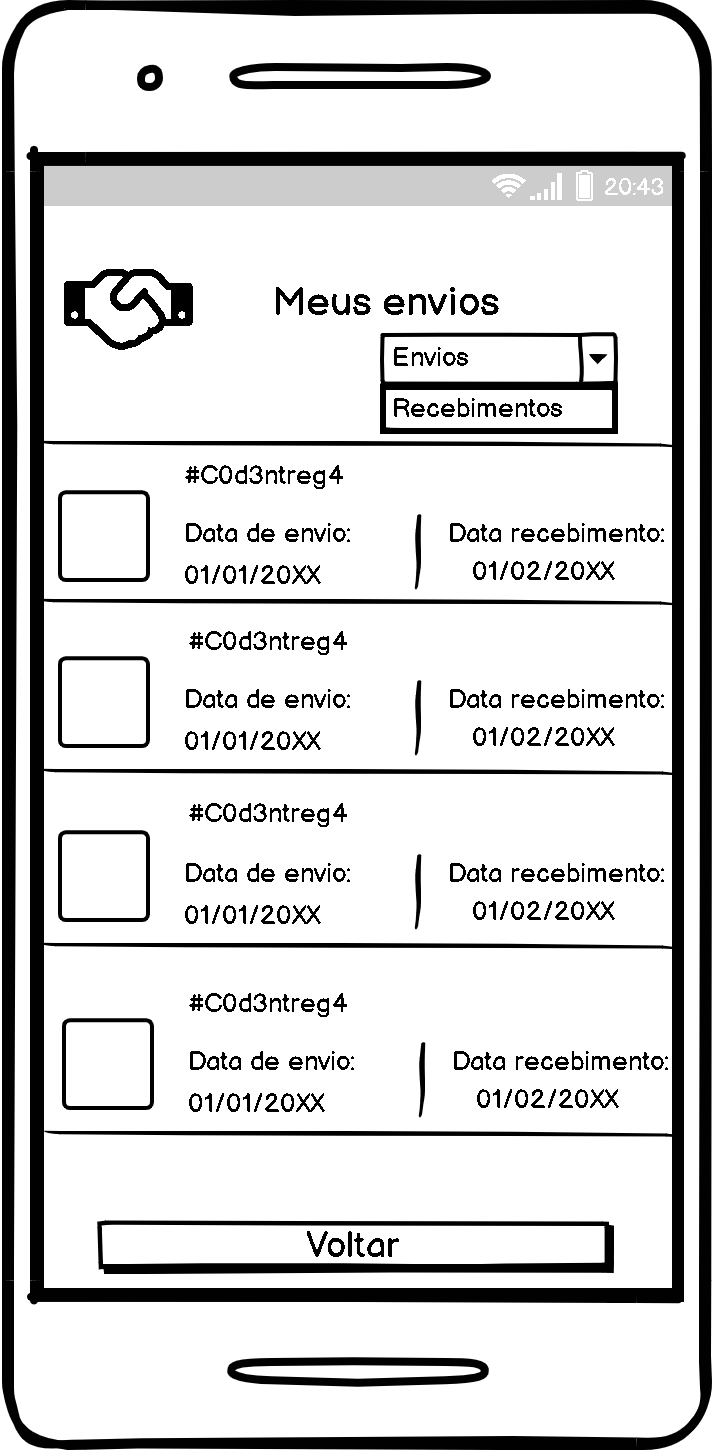 20:43
Meus envios
Envios
Recebimentos
#C0d3ntreg4
Data de envio:
01/01/20XX
Data recebimento:
01/02/20XX
#C0d3ntreg4
Data de envio:
01/01/20XX
Data recebimento:
01/02/20XX
#C0d3ntreg4
Data de envio:
01/01/20XX
Data recebimento:
01/02/20XX
#C0d3ntreg4
Data de envio:
01/01/20XX
Data recebimento:
01/02/20XX
Voltar